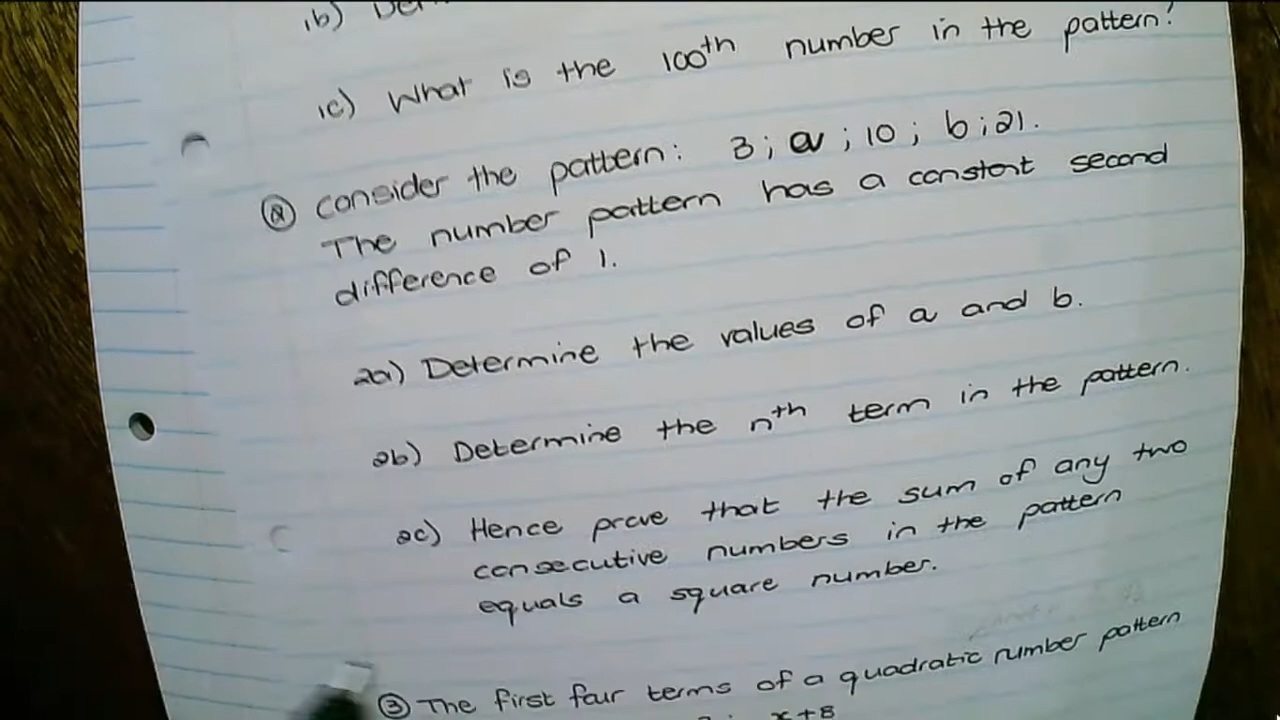 1b)
1c) What is the 100th number in the pattern?
② Consider the pattern: 3; a; 10; b; 21.
The number pattern has a constant second
difference of 1.
2a) Determine the values of a and b.
2b) Determine the nth term in the pattern.
2c) Hence prove that the sum of any two
consecutive numbers in the pattern
equals a square number.
③ The first four terms of a quadratic number pattern
x+8